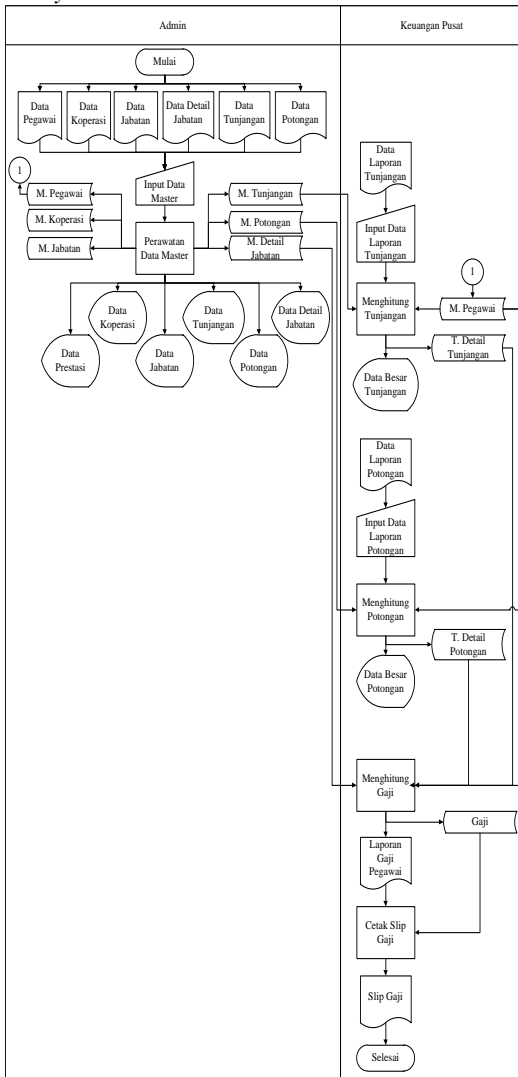 Admin
Keuangan Pusat
Mulai
Data
Pegawai
Data
Koperasi
Data
Jabatan
Data Detail
Jabatan
Data
Tunjangan
Data
Potongan
1
Input Data
Master
M. Pegawai
M. Koperasi
M. Jabatan
Perawatan
Data Master
M. Tunjangan
M. Potongan
M. Detail
Jabatan
Data
Koperasi
Data
Tunjangan
Data Detail
Jabatan
Data
Prestasi
Data
Jabatan
Data
Potongan
Data
Laporan
Tunjangan
Input Data
Laporan
Tunjangan
1
Menghitung
Tunjangan
M. Pegawai
T. Detail
Tunjangan
Data Besar
Tunjangan
Data
Laporan
Potongan
Input Data
Laporan
Potongan
Menghitung
Potongan
T. Detail
Potongan
Data Besar
Potongan
Menghitung
Gaji
Gaji
Laporan
Gaji
Pegawai
Cetak Slip
Gaji
Slip Gaji
Selesai